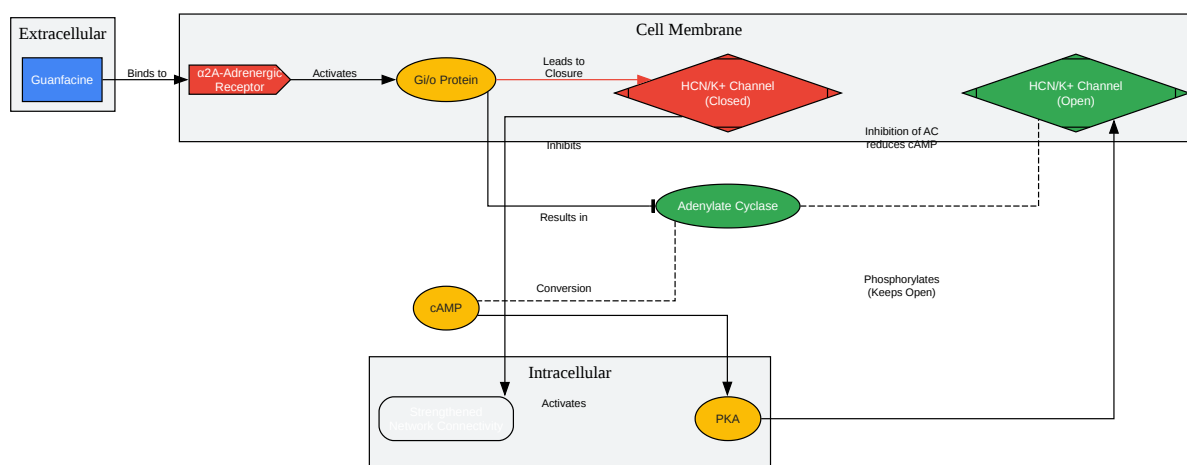 Extracellular
Cell Membrane
Guanfacine
Binds to
α2A-Adrenergic
Receptor
Activates
Gi/o Protein
Leads to
Closure
HCN/K+ Channel
(Closed)
HCN/K+ Channel
(Open)
Inhibits
Inhibition of AC
reduces cAMP
Adenylate Cyclase
Results in
Conversion
Phosphorylates
(Keeps Open)
cAMP
Intracellular
Strengthened
Network Connectivity
Activates
PKA